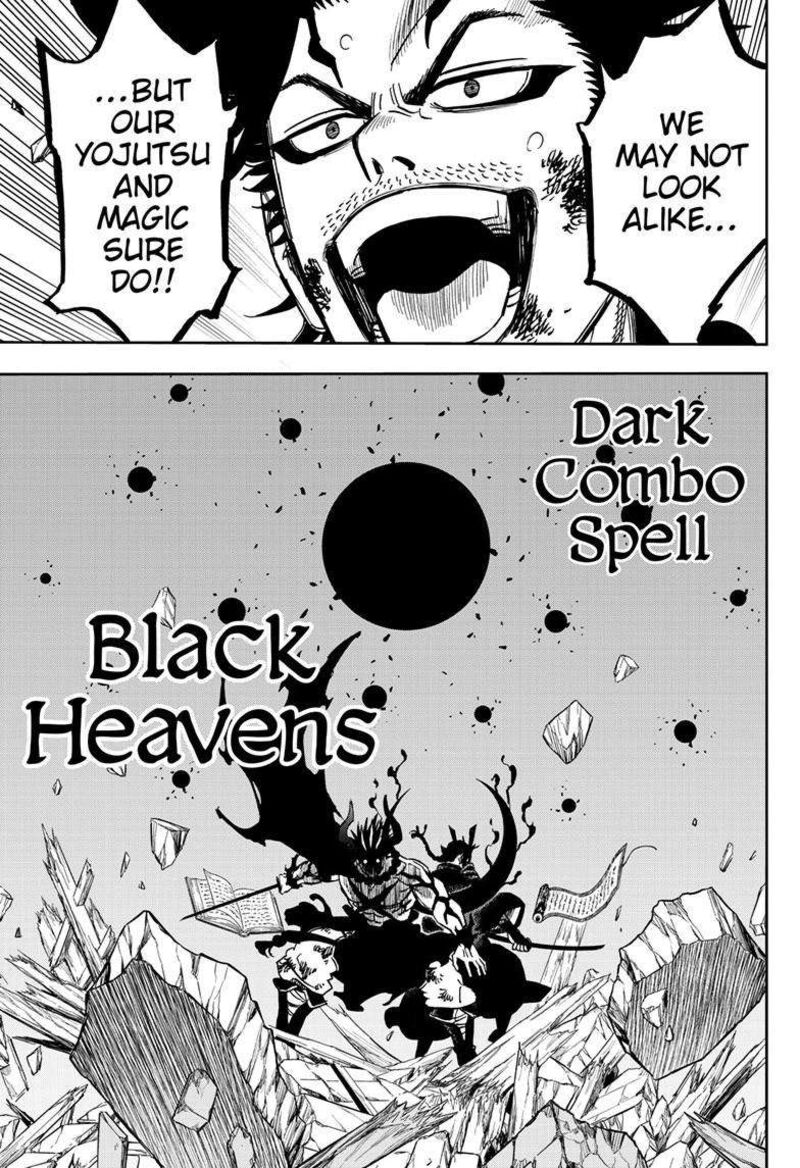 WE
MAY NOT
LOOK
ALIKE...
...BUT
OUR
YOJUTSU
AND
MAGIC
SURE
DO!!
Dark
Combo
Spell
Black
Heavens